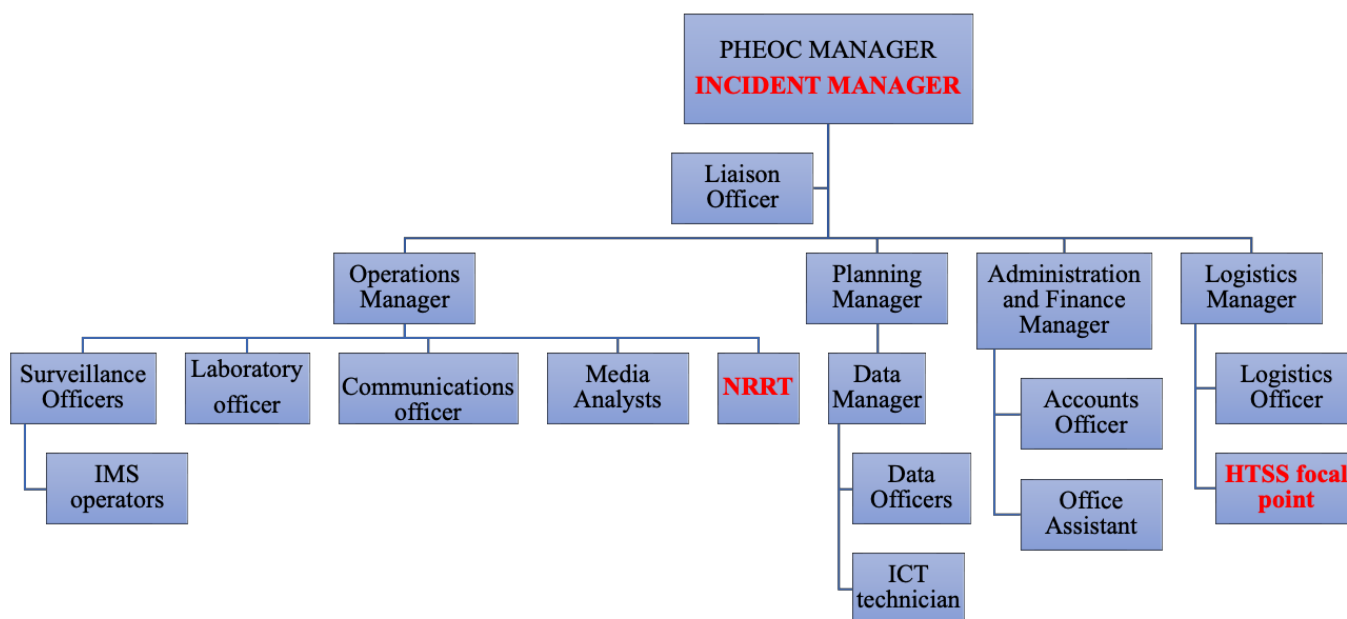 PHEOC MANAGER
INCIDENT MANAGER
Liaison
Officer
Operations
Manager
Planning
Manager
Administration
and Finance
Manager
Logistics
Manager
Surveillance
Officers
Laboratory
officer
Communications
officer
Media
Analysts
NRRT
Data
Manager
Logistics
Officer
Accounts
Officer
IMS
operators
Data
Officers
HTSS focal
point
Office
Assistant
ICT
technician